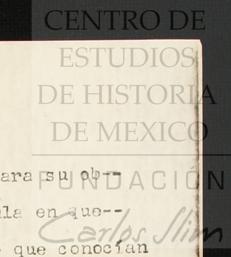 CENTRO DE
ESTUDIOS
DE HISTORIA
DE MEXICO
FUNDACIÓN
Carlos Slim
ara su ob--
la en que--
que conocían